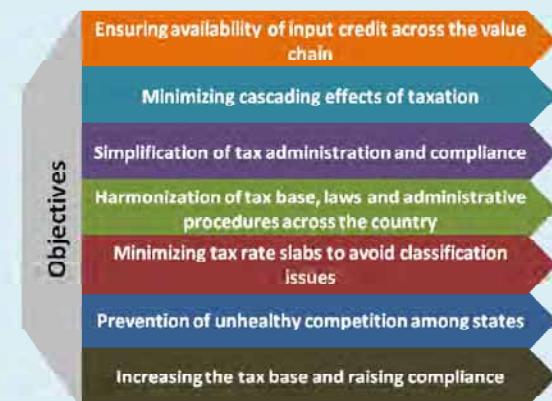 Objectives
Ensuring availability of input credit across the value
chain
Minimizing cascading effects of taxation
Simplification of tax administration and compliance
Harmonization of tax base, laws and administrative
procedures across the country
Minimizing tax rate slabs to avoid classification
issues
Prevention of unhealthy competition among states
Increasing the tax base and raising compliance